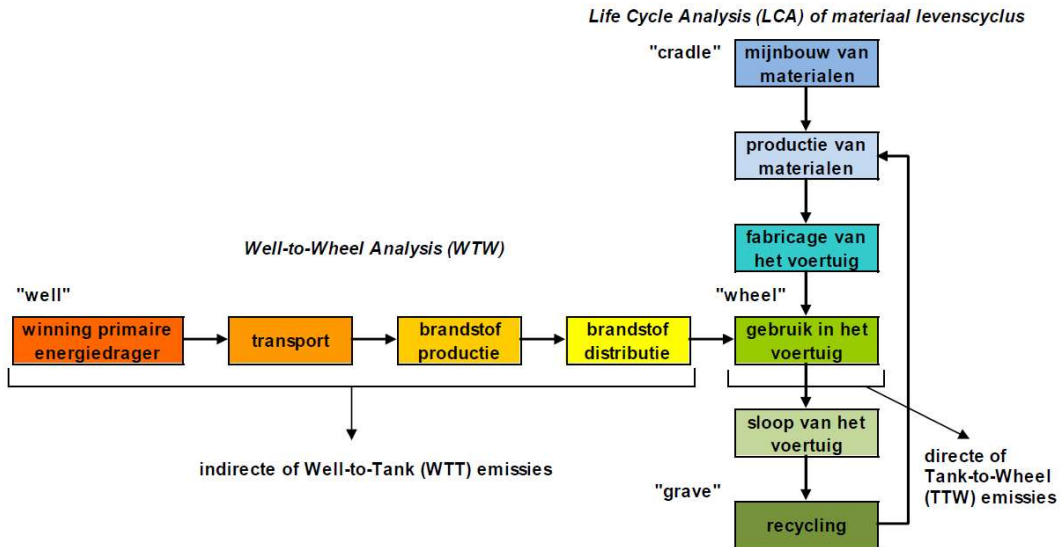 Life Cycle Analysis (LCA) of materiaal levenscyclus
"cradle"
mijnbouw van
materialen
productie van
materialen
fabricage van
het voertuig
Well-to-Wheel Analysis (WTW)
"well"
"wheel"
winning primaire
energiedrager
transport
brandstof
productie
brandstof
distributie
gebruik in het
voertuig
sloop van het
voertuig
indirecte of Well-to-Tank (WTT) emissies
directe of
Tank-to-Wheel
(TTW) emissies
"grave"
recycling